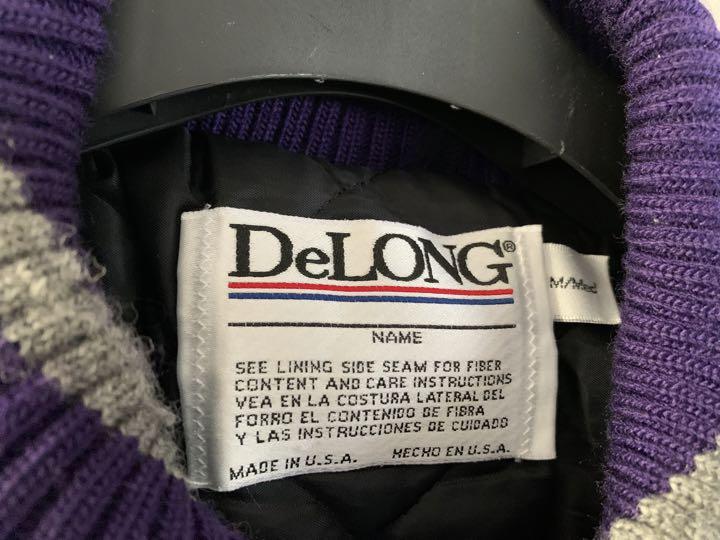 DeLONG®
NAME
SEE LINING SIDE SEAM FOR FIBER
CONTENT AND CARE INSTRUCTIONS
VEA EN LA COSTURA LATERAL DEL
FORRO EL CONTENIDO DE FIBRA
Y LAS INSTRUCCIONES DE CUIDADO
MADE IN U.S.A. HECHO EN U.S.A.
M/Med